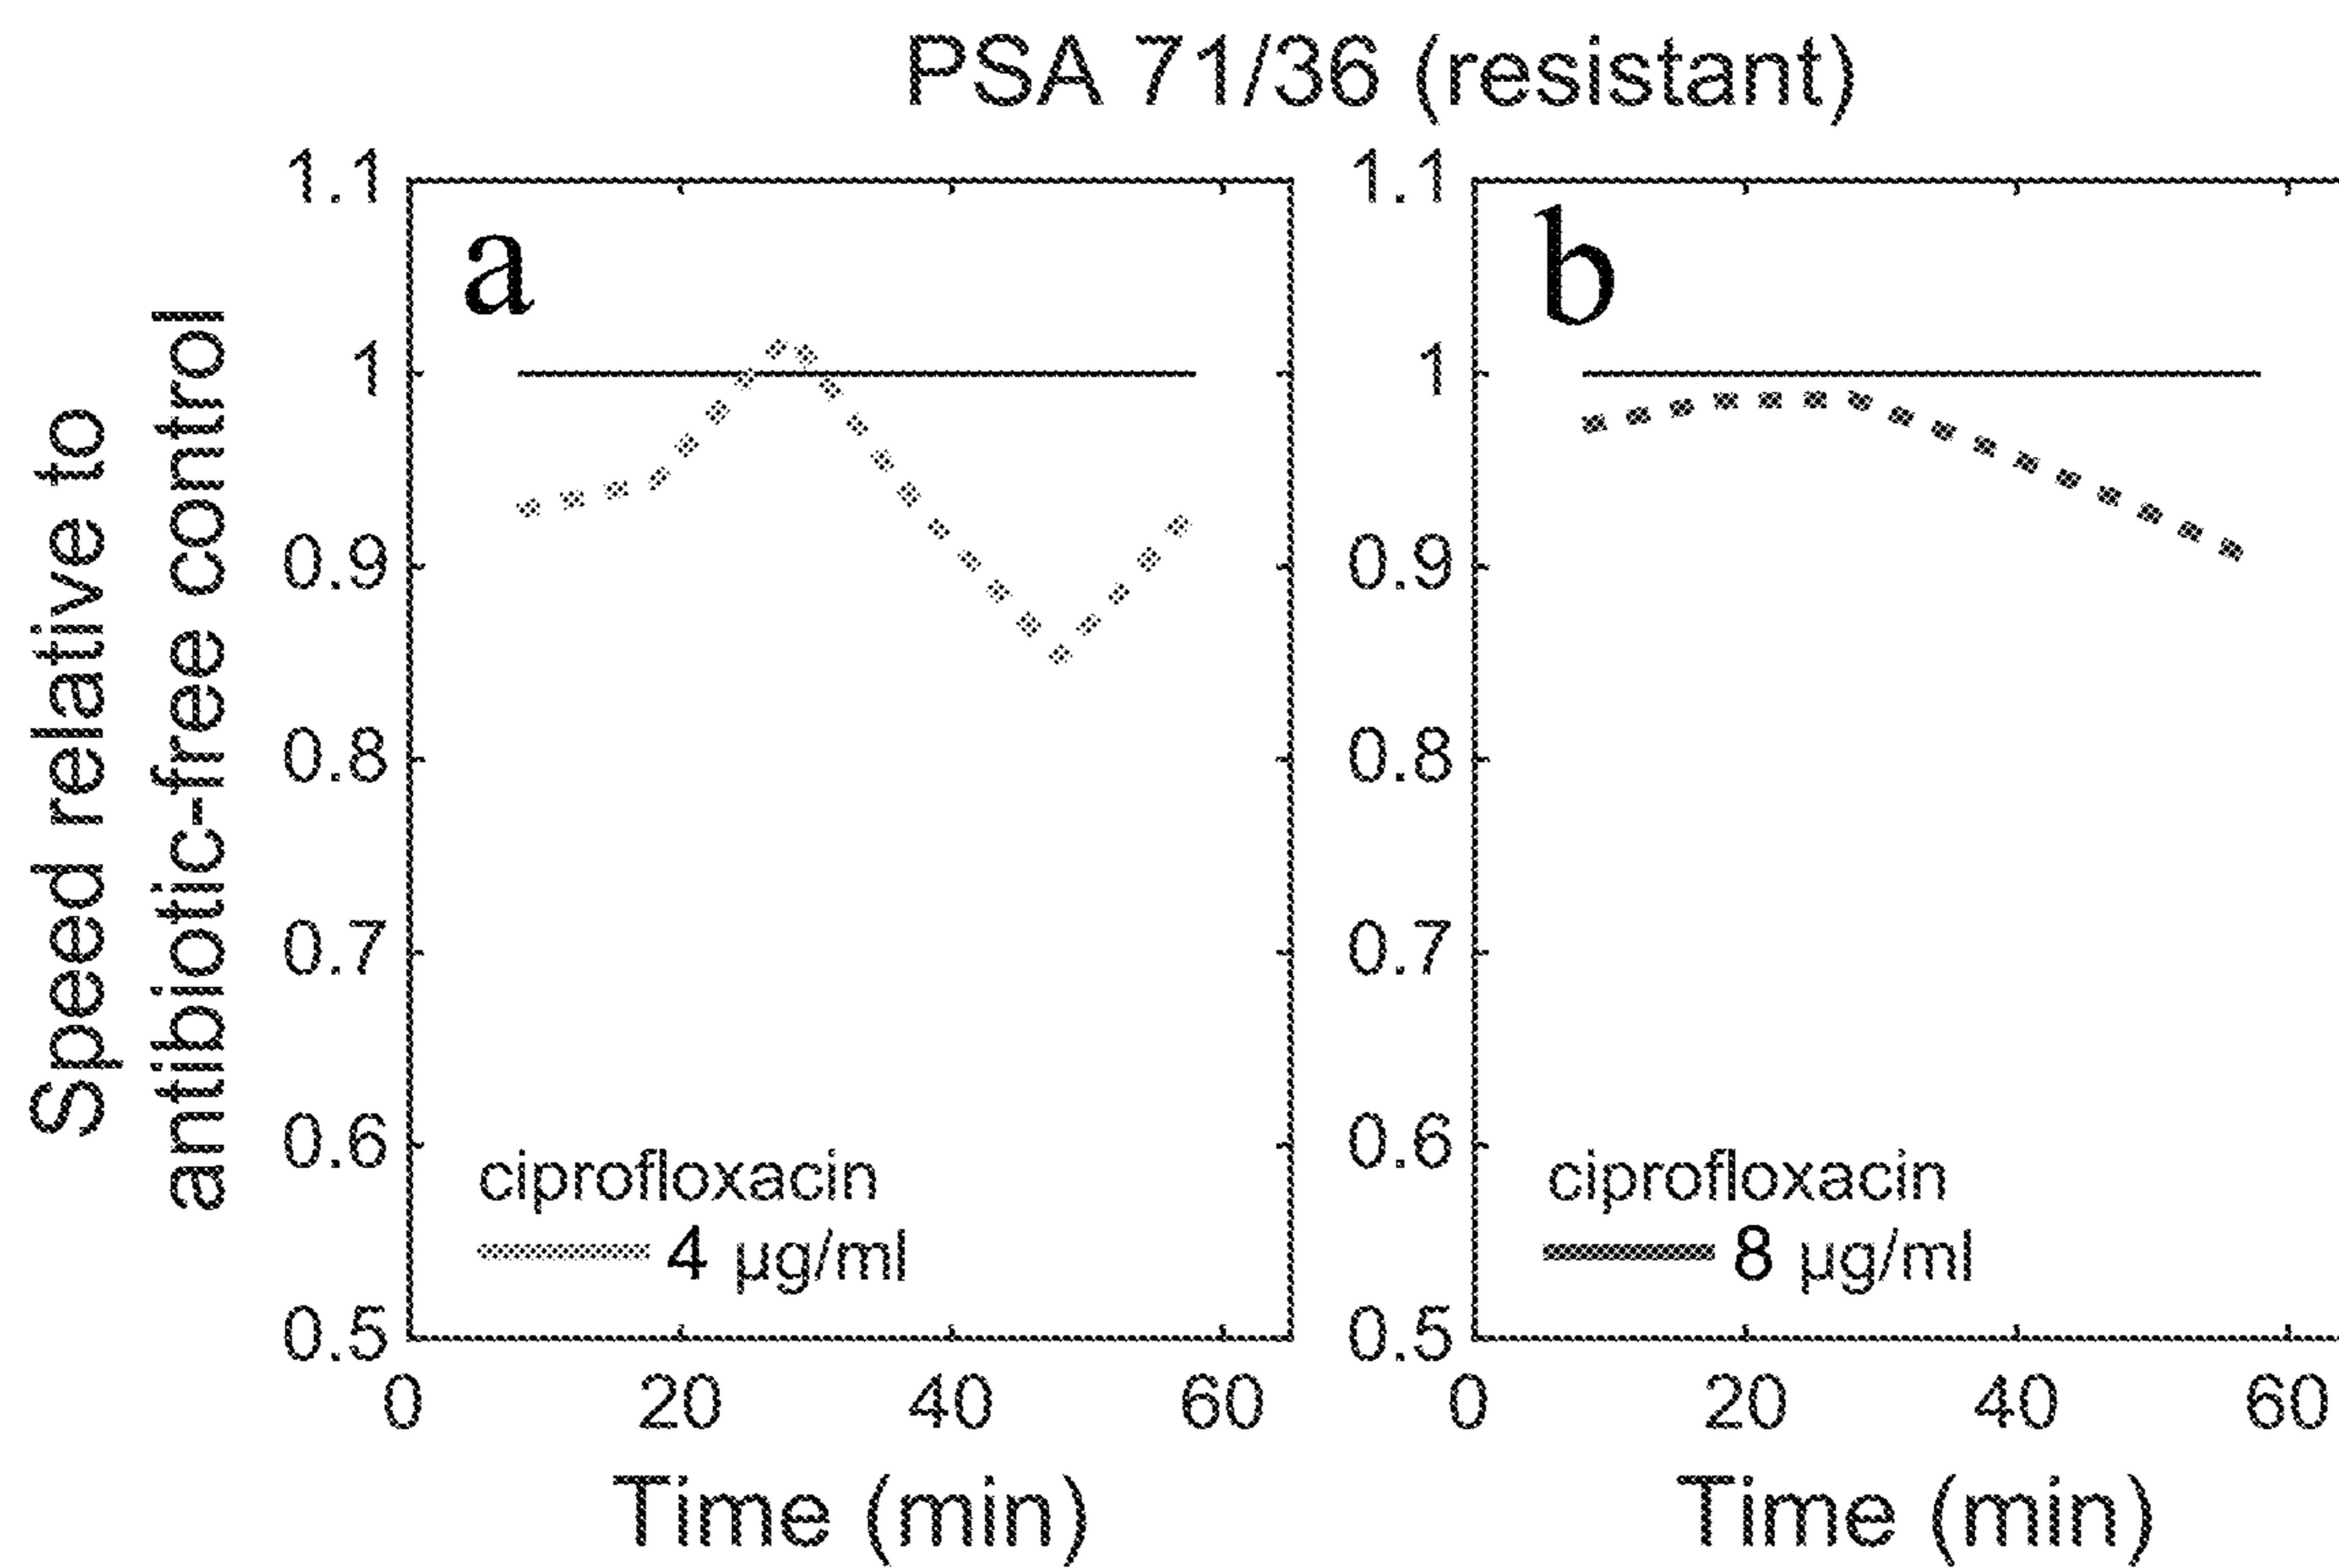 PSA 71/36 (resistant)
Speed relative to
antibiotic-free control
1.1
1
0.9
0.8
0.7
0.6
0.5
a
ciprofloxacin
4 µg/ml
0 20 40 60
Time (min)
1.1
1
0.9
0.8
0.7
0.6
0.5
b
ciprofloxacin
8 µg/ml
0 20 40 60
Time (min)